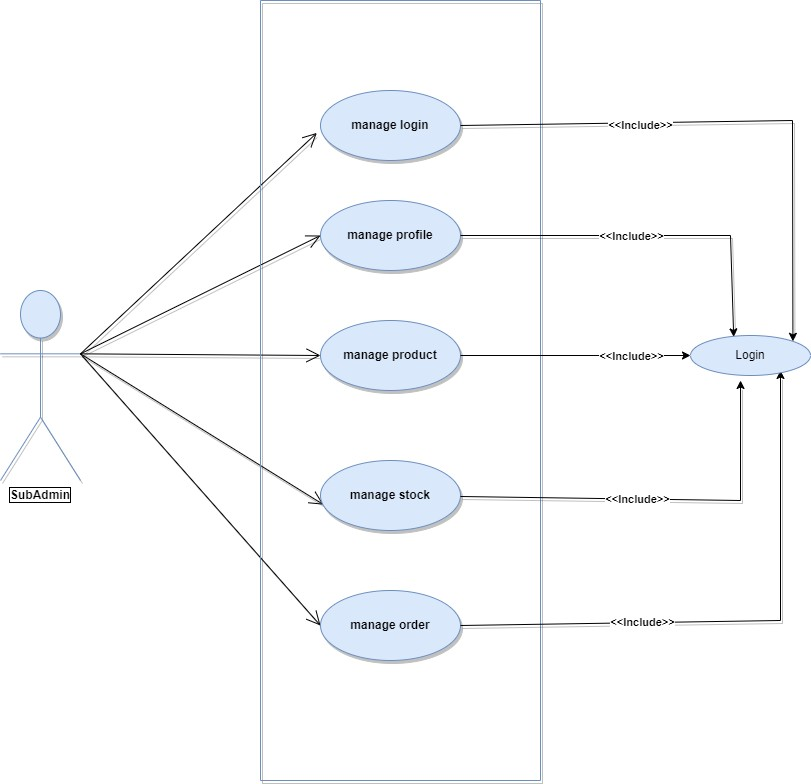 manage login
<<Include>>
manage profile
<<Include>>
manage product
<<Include>>
Login
SubAdmin
manage stock
<<Include>>
manage order
<<Include>>